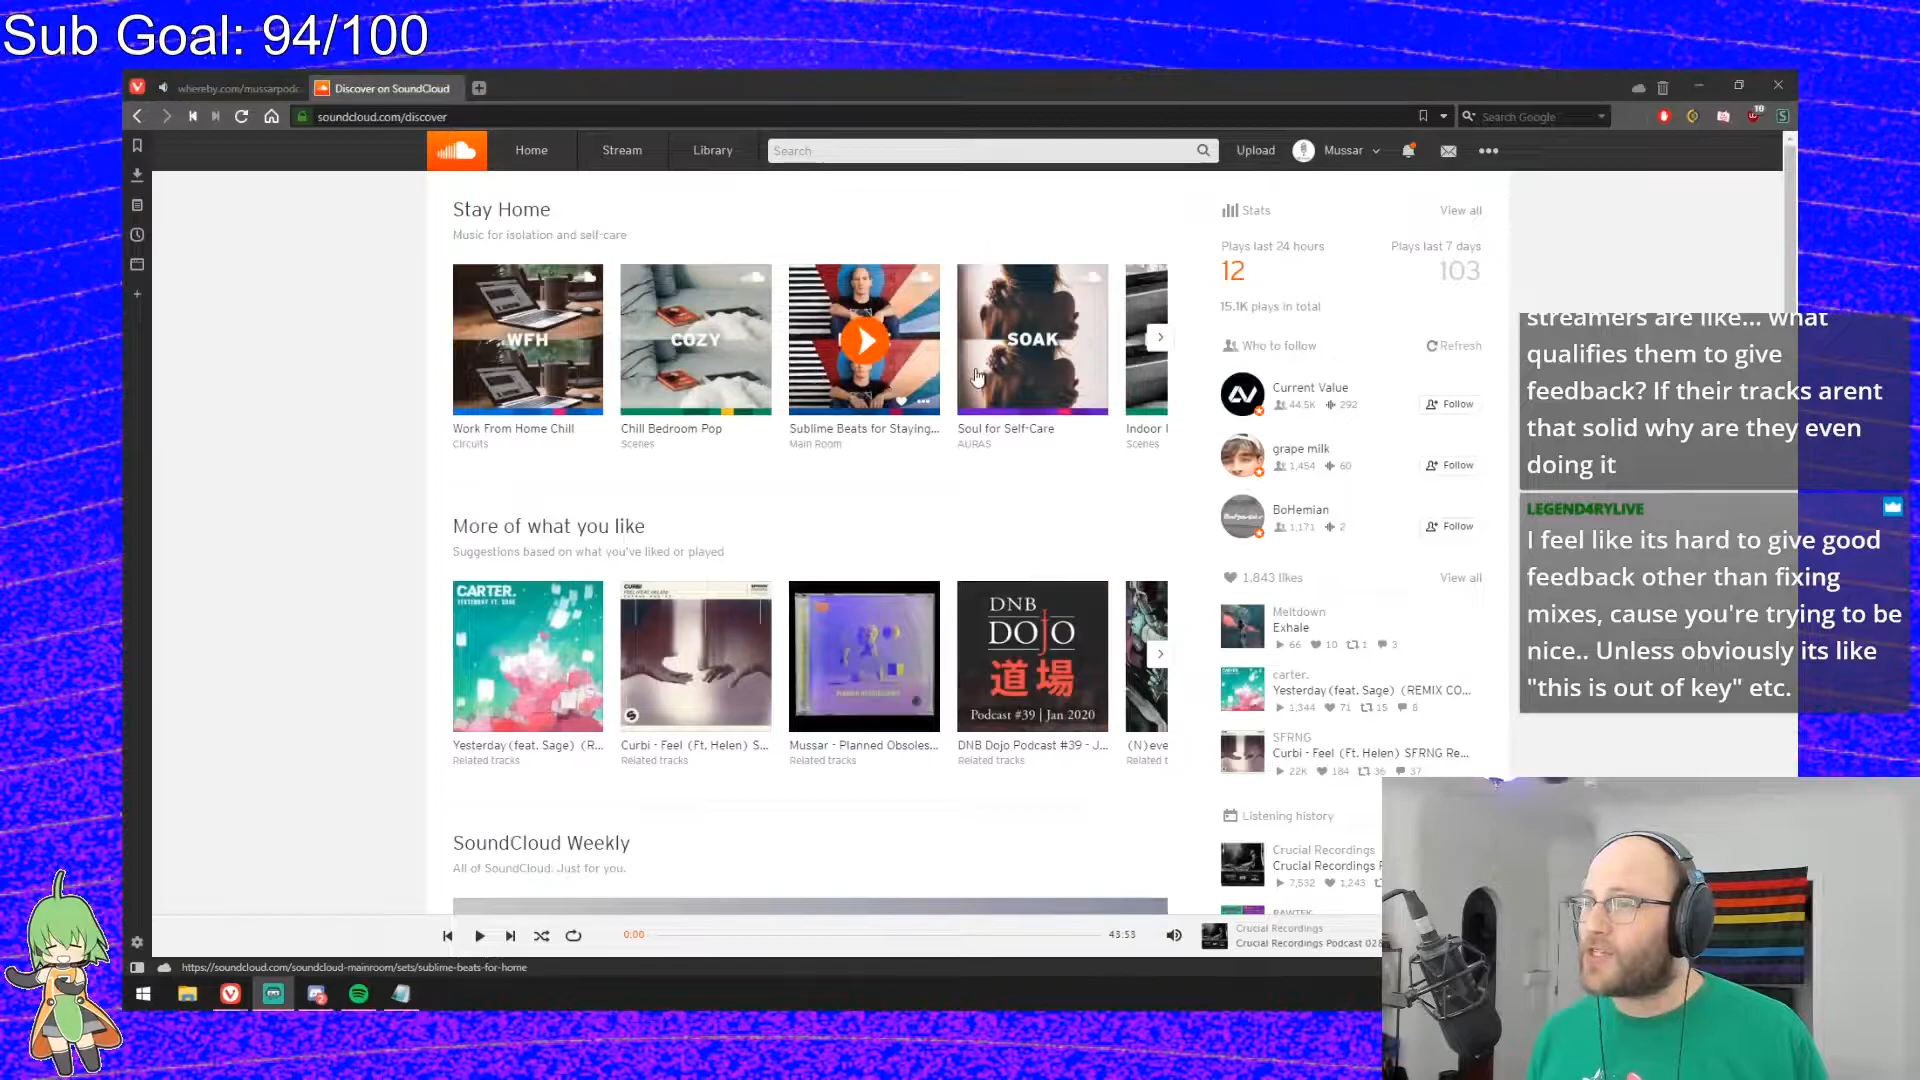 Sub Goal: 94/100
whereby.com/mussarpodc
Discover on SoundCloud
soundcloud.com/discover
Search Google
10
Home
Stream
Library
Search
Upload
Mussar
Stay Home
Music for isolation and self-care
WFH
COZY
SOAK
Work From Home Chill
Chill Bedroom Pop
Sublime Beats for Staying...
Soul for Self-Care
Indoor
Circuits
Scenes
Main Room
AURAS
Scenes
More of what you like
Suggestions based on what you've liked or played
CARTER.
YESTERDAY FT. SAGE
CURBI
DNB
DOJO
道場
Podcast #39 | Jan 2020
Yesterday (feat. Sage) (R...
Curbi - Feel (Ft. Helen) S...
Mussar - Planned Obsoles...
DNB Dojo Podcast #39 - J...
(N)eve
Related tracks
Related tracks
Related tracks
Related tracks
Related t
SoundCloud Weekly
All of SoundCloud. Just for you.
Stats
View all
Plays last 24 hours
Plays last 7 days
12
103
15.1K plays in total
Who to follow
Refresh
Current Value
44.5K 292
Follow
grape milk
1,454 60
Follow
BoHemian
1,171 2
Follow
1,843 likes
View all
Meltdown
Exhale
66 10 1 3
carter.
Yesterday (feat. Sage) (REMIX CO...
1,344 71 15 8
SFRNG
Curbi - Feel (Ft. Helen) SFRNG Re...
22K 184 36 37
Listening history
Crucial Recordings
Crucial Recordings P
7,532 1,243
RAWTEK
0:00
43:53
Crucial Recordings
Crucial Recordings Podcast 028
https://soundcloud.com/soundcloud-mainroom/sets/sublime-beats-for-home
streamers are like... what
qualifies them to give
feedback? If their tracks arent
that solid why are they even
doing it
LEGEND4RYLIVE
I feel like its hard to give good
feedback other than fixing
mixes, cause you're trying to be
nice.. Unless obviously its like
"this is out of key" etc.